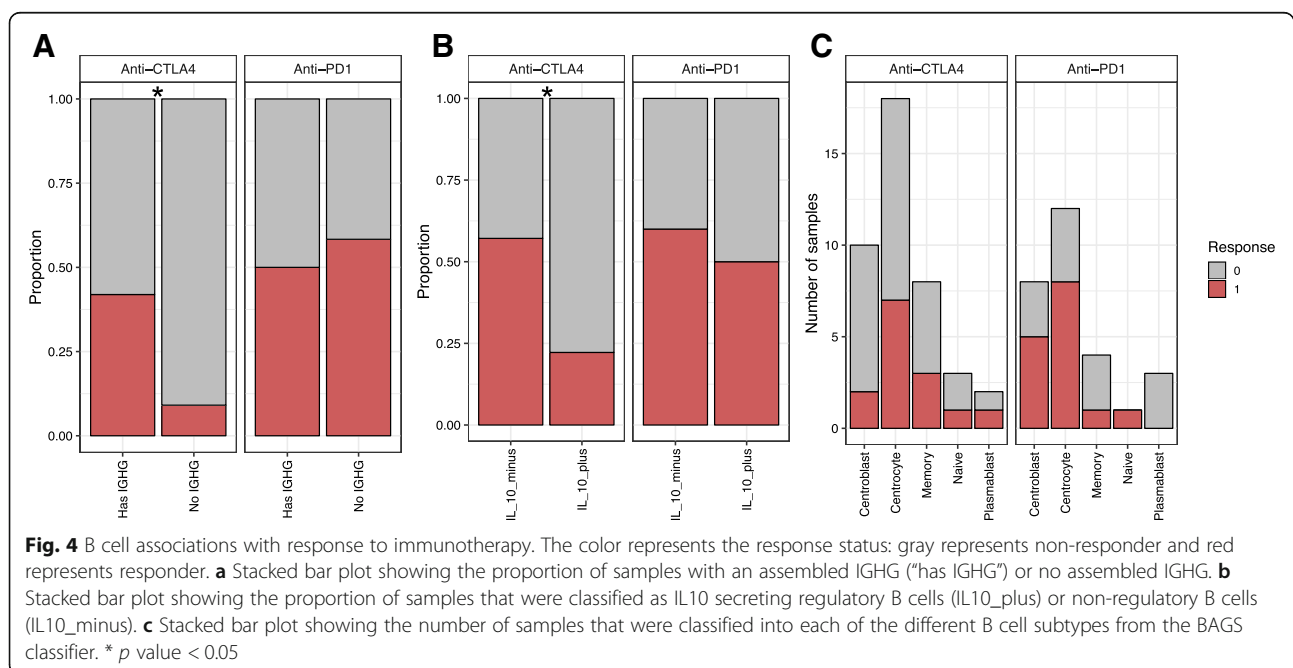 A
Anti−CTLA4
Anti−PD1
*
1.00
0.75
0.50
0.25
0.00
Proportion
Has IGHG
No IGHG
Has IGHG
No IGHG
B
Anti−CTLA4
Anti−PD1
*
1.00
0.75
0.50
0.25
0.00
Proportion
IL_10_minus
IL_10_plus
IL_10_minus
IL_10_plus
C
Anti−CTLA4
Anti−PD1
15
10
5
0
Number of samples
Centroblast
Centrocyte
Memory
Naive
Plasmablast
Centroblast
Centrocyte
Memory
Naive
Plasmablast
Response
0
1
Fig. 4 B cell associations with response to immunotherapy. The color represents the response status: gray represents non-responder and red
represents responder. a Stacked bar plot showing the proportion of samples with an assembled IGHG (“has IGHG”) or no assembled IGHG. b
Stacked bar plot showing the proportion of samples that were classified as IL10 secreting regulatory B cells (IL10_plus) or non-regulatory B cells
(IL10_minus). c Stacked bar plot showing the number of samples that were classified into each of the different B cell subtypes from the BAGS
classifier. * p value < 0.05